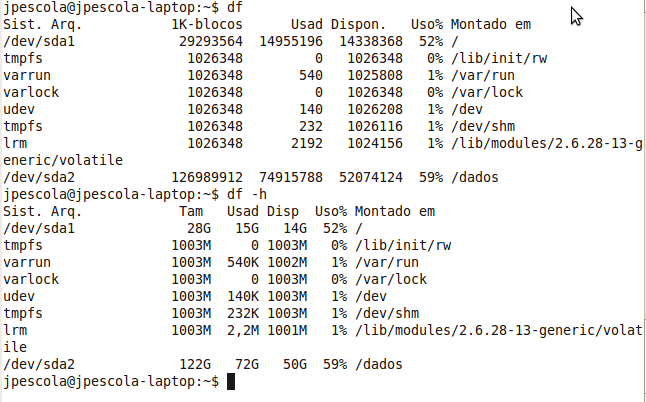 jpescola@jpescola-laptop:~$ df
Sist. Arq.           1K-blocos      Usad Dispon.   Uso% Montado em
/dev/sda1             29293564  14955196  14338368  52% /
tmpfs                  1026348         0   1026348   0% /lib/init/rw
varrun                 1026348       540   1025808   1% /var/run
varlock                1026348         0   1026348   0% /var/lock
udev                   1026348       140   1026208   1% /dev
tmpfs                  1026348       232   1026116   1% /dev/shm
lrm                    1026348      2192   1024156   1% /lib/modules/2.6.28-13-g
eneric/volatile
/dev/sda2            126989912  74915788  52074124  59% /dados
jpescola@jpescola-laptop:~$ df -h
Sist. Arq.            Tam   Usad Disp  Uso% Montado em
/dev/sda1              28G   15G   14G  52% /
tmpfs                1003M     0 1003M   0% /lib/init/rw
varrun               1003M  540K 1002M   1% /var/run
varlock              1003M     0 1003M   0% /var/lock
udev                 1003M  140K 1003M   1% /dev
tmpfs                1003M  232K 1003M   1% /dev/shm
lrm                  1003M  2,2M 1001M   1% /lib/modules/2.6.28-13-generic/volat
ile
/dev/sda2             122G   72G   50G  59% /dados
jpescola@jpescola-laptop:~$